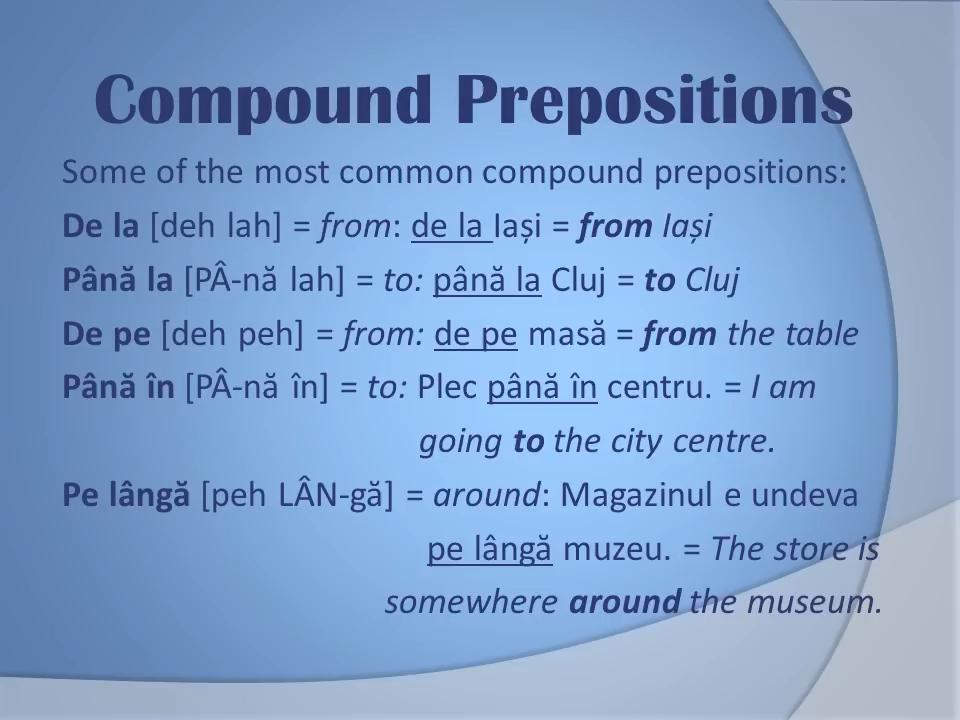 Compound Prepositions
Some of the most common compound prepositions:
De la [deh lah] = from: de la Iași = from Iași
Până la [PÂ-nă lah] = to: până la Cluj = to Cluj
De pe [deh peh] = from: de pe masă = from the table
Până în [PÂ-nă în] = to: Plec până în centru. = I am
going to the city centre.
Pe lângă [peh LÂN-gă] = around: Magazinul e undeva
pe lângă muzeu. = The store is
somewhere around the museum.